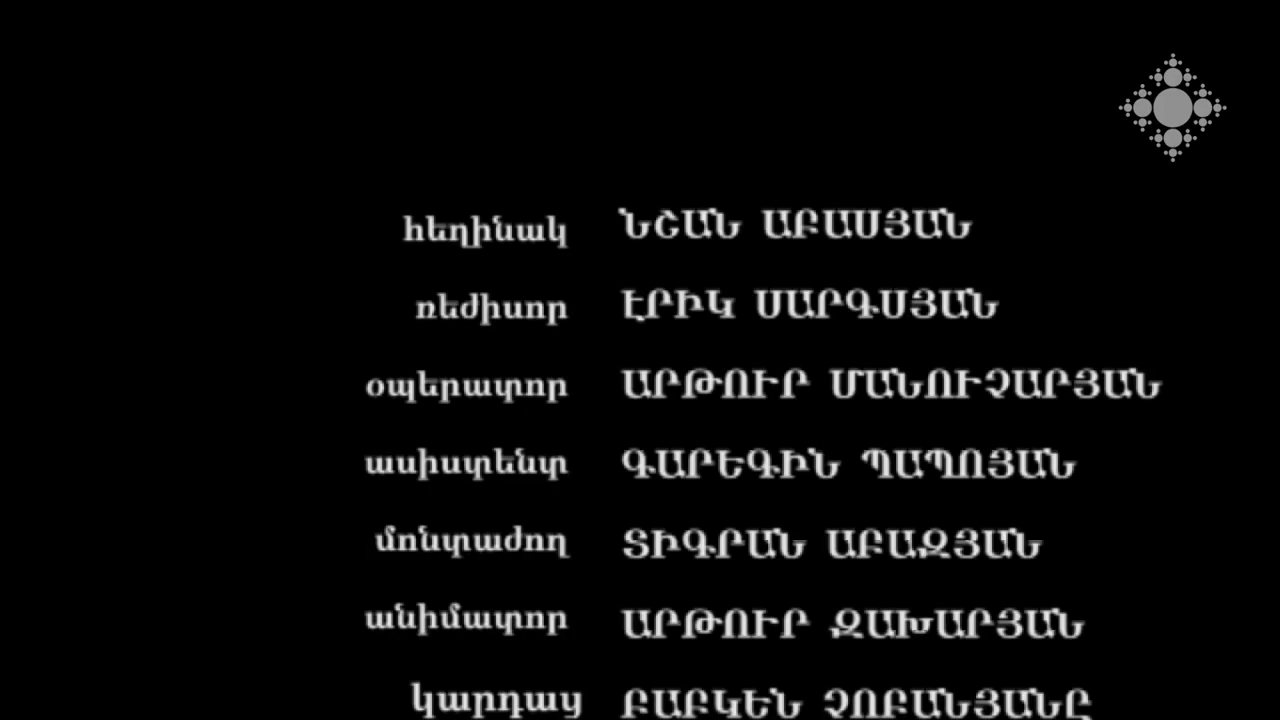 հեղինակ ՆՇԱՆ ԱԲԱՍՅԱՆ
ռեժիսոր ԷՐԻԿ ՍԱՐԳՍՅԱՆ
օպերատոր ԱՐԹՈՒՐ ՄԱՆՈՒՉԱՐՅԱՆ
ասիստենտ ԳԱՐԵԳԻՆ ՊԱՊՈՅԱՆ
մոնտաժող ՏԻԳՐԱՆ ԱԲԱԶՅԱՆ
անիմատոր ԱՐԹՈՒՐ ԶԱԽԱՐՅԱՆ
կարդաց ԲԱԲԿԵՆ ՉՈԲԱՆՅԱՆԸ